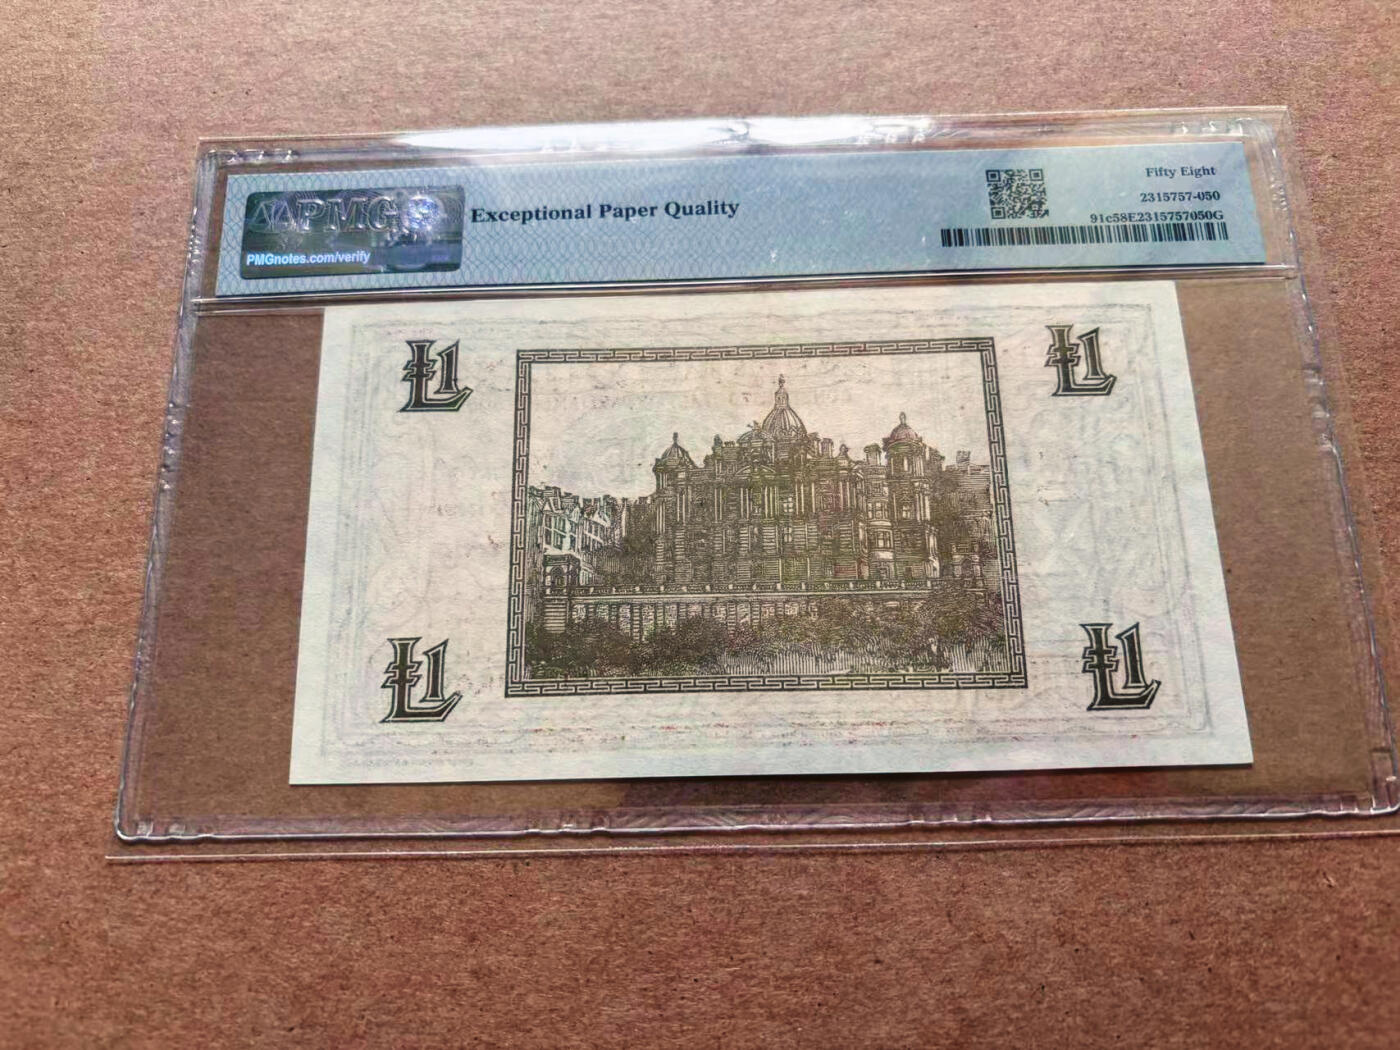 PMG
PMGnotes.com/verify
Exceptional Paper Quality
Fifty Eight
2315757-050
91c58E2315757050G
£1
£1
£1
£1